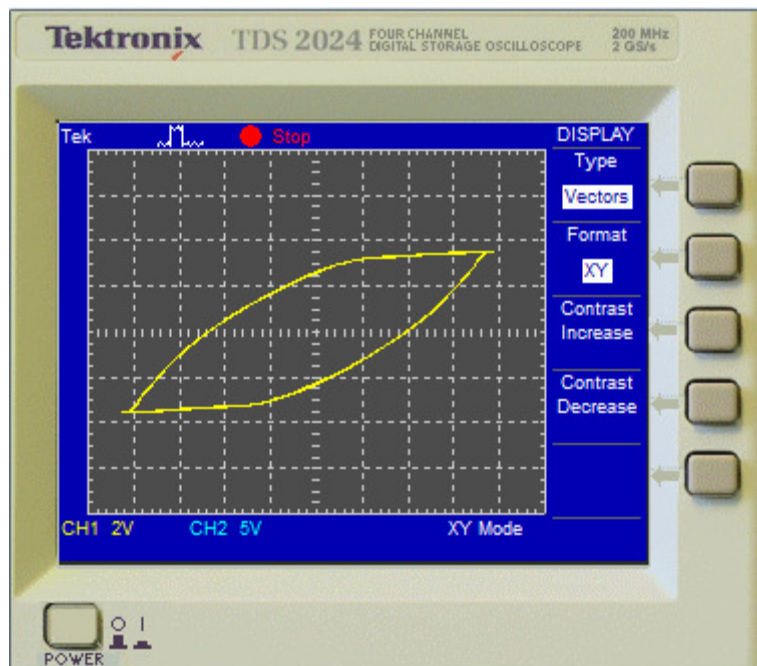 Tektronix TDS 2024 FOUR CHANNEL DIGITAL STORAGE OSCILLOSCOPE 200 MHz 2 GS/s
Tek Stop DISPLAY
Type
Vectors
Format
XY
Contrast
Increase
Contrast
Decrease
CH1 2V CH2 5V XY Mode
O I
POWER